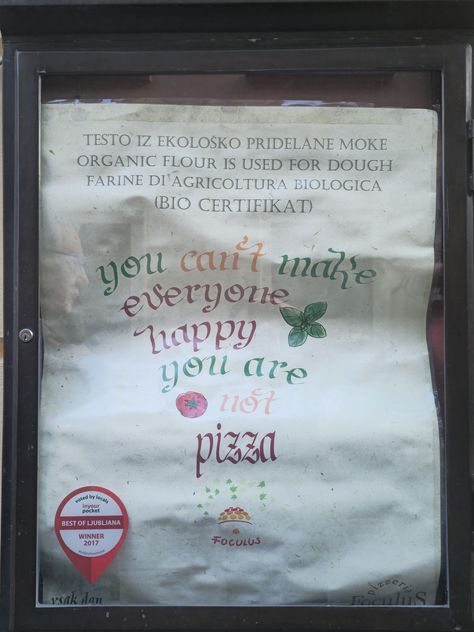 TESTO IZ EKOLOŠKO PRIDELANE MOKE
ORGANIC FLOUR IS USED FOR DOUGH
FARINE DI AGRICOLTURA BIOLOGICA
(BIO CERTIFIKAT)
you can't make
everyone
happy
you are
not
pizza
FOCULUS
voted by locals
inyour
pocket
BEST OF LJUBLJANA
WINNER
2017
vsak dan
pizzeria
FoculuS